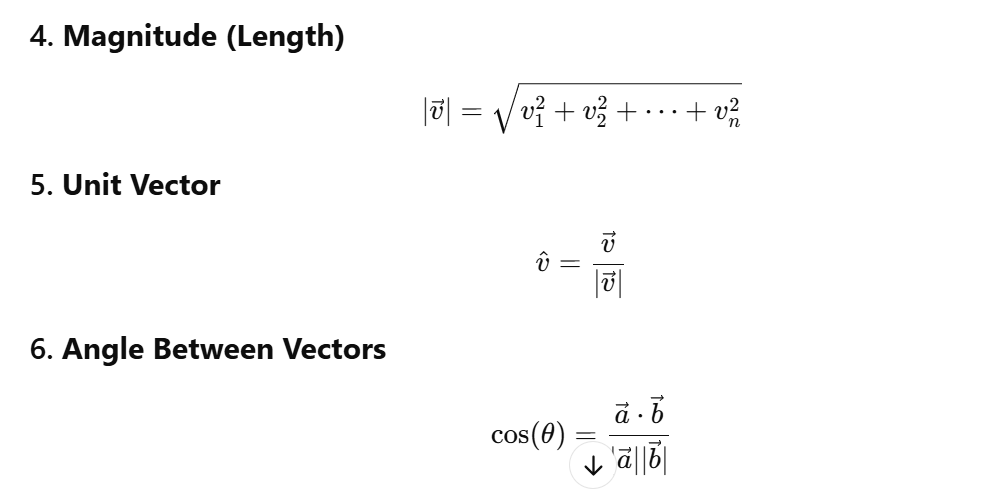 4. Magnitude (Length)
|v⃗| = √(v₁² + v₂² + ⋯ + vₙ²)
5. Unit Vector
v̂ = v⃗ / |v⃗|
6. Angle Between Vectors
cos(θ) = a⃗ · b⃗ / |a⃗||b⃗|